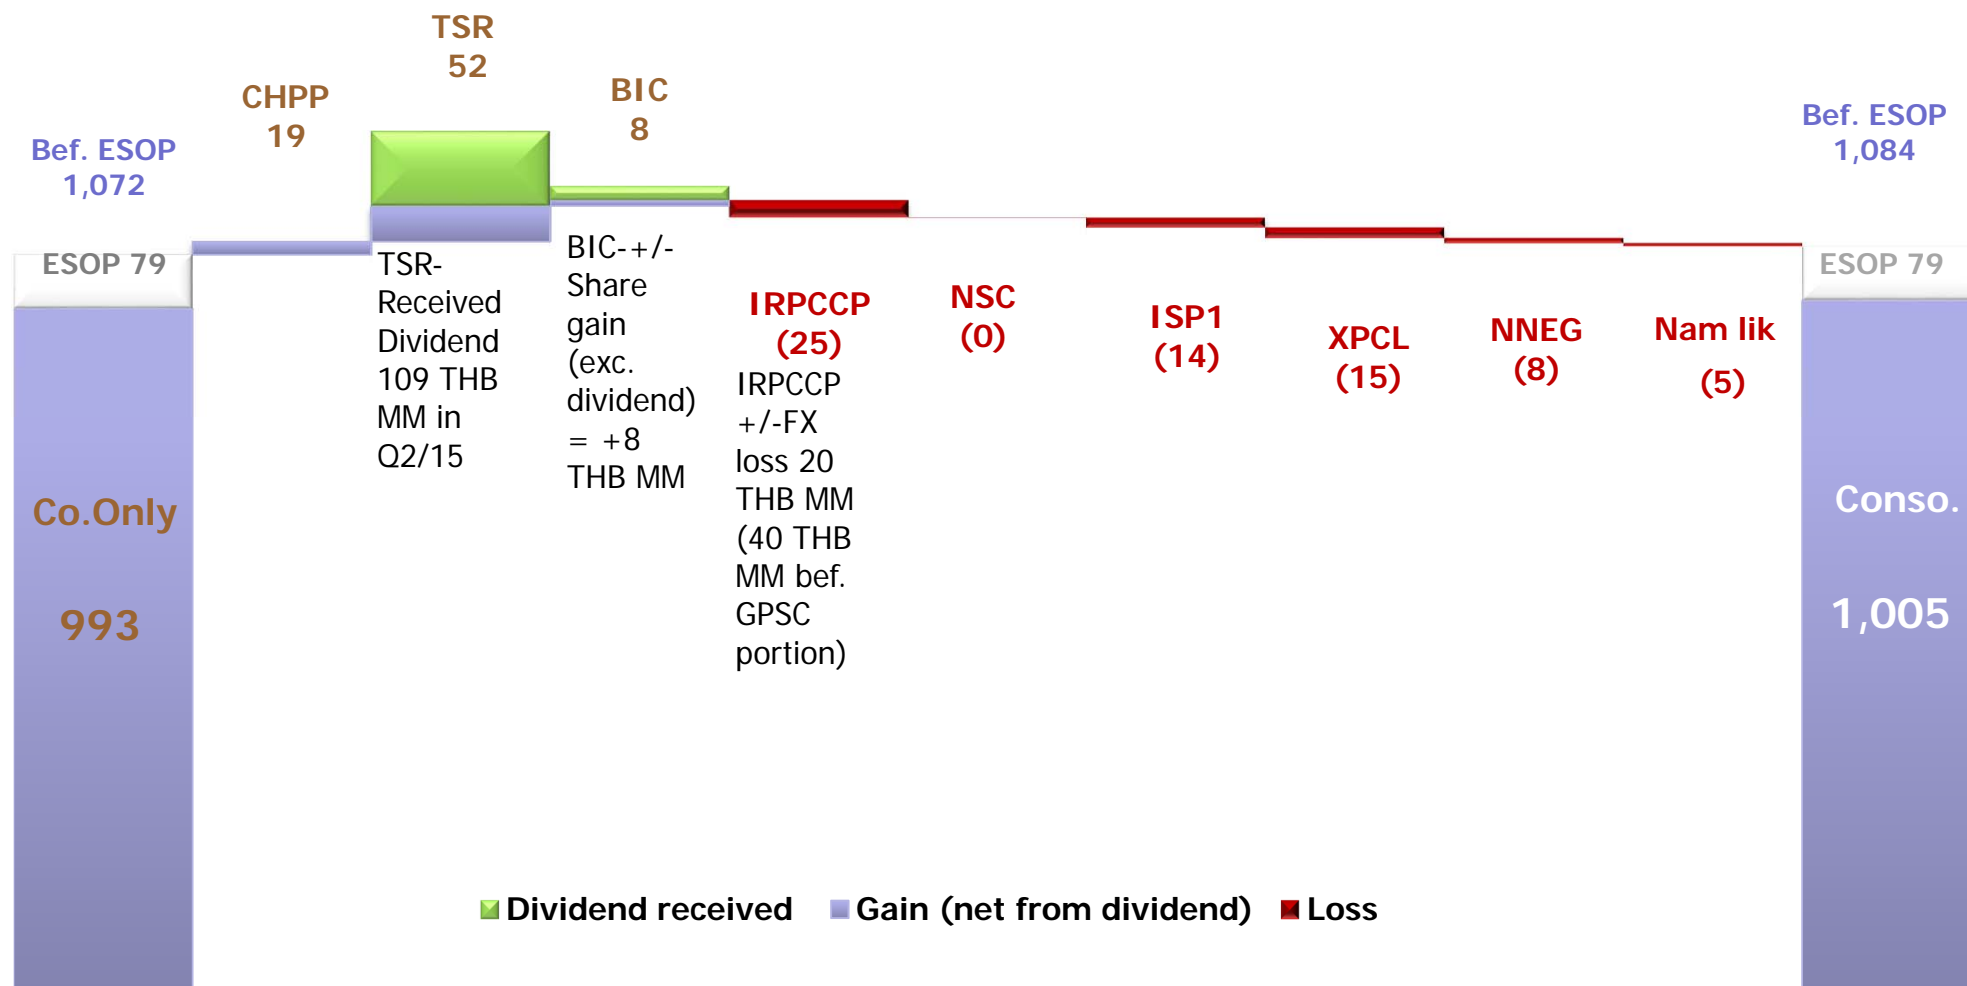 TSR
52
CHPP
19
BIC
8
Bef. ESOP
1,072
Bef. ESOP
1,084
ESOP 79
ESOP 79
TSR-
Received
Dividend
109 THB
MM in
Q2/15
BIC-+/-
Share
gain
(exc.
dividend)
= +8
THB MM
IRPCCP
(25)
IRPCCP
+/-FX
loss 20
THB MM
(40 THB
MM bef.
GPSC
portion)
NSC
(0)
ISP1
(14)
XPCL
(15)
NNEG
(8)
Nam lik
(5)
Co.Only
993
Conso.
1,005
Dividend received
Gain (net from dividend)
Loss